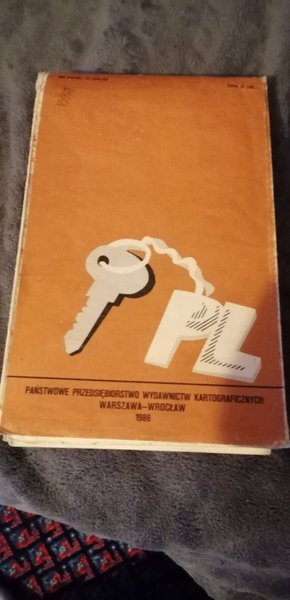 PL
PAŃSTWOWE PRZEDSIĘBIORSTWO WYDAWNICTW KARTOGRAFICZNYCH
WARSZAWA–WROCŁAW
1986